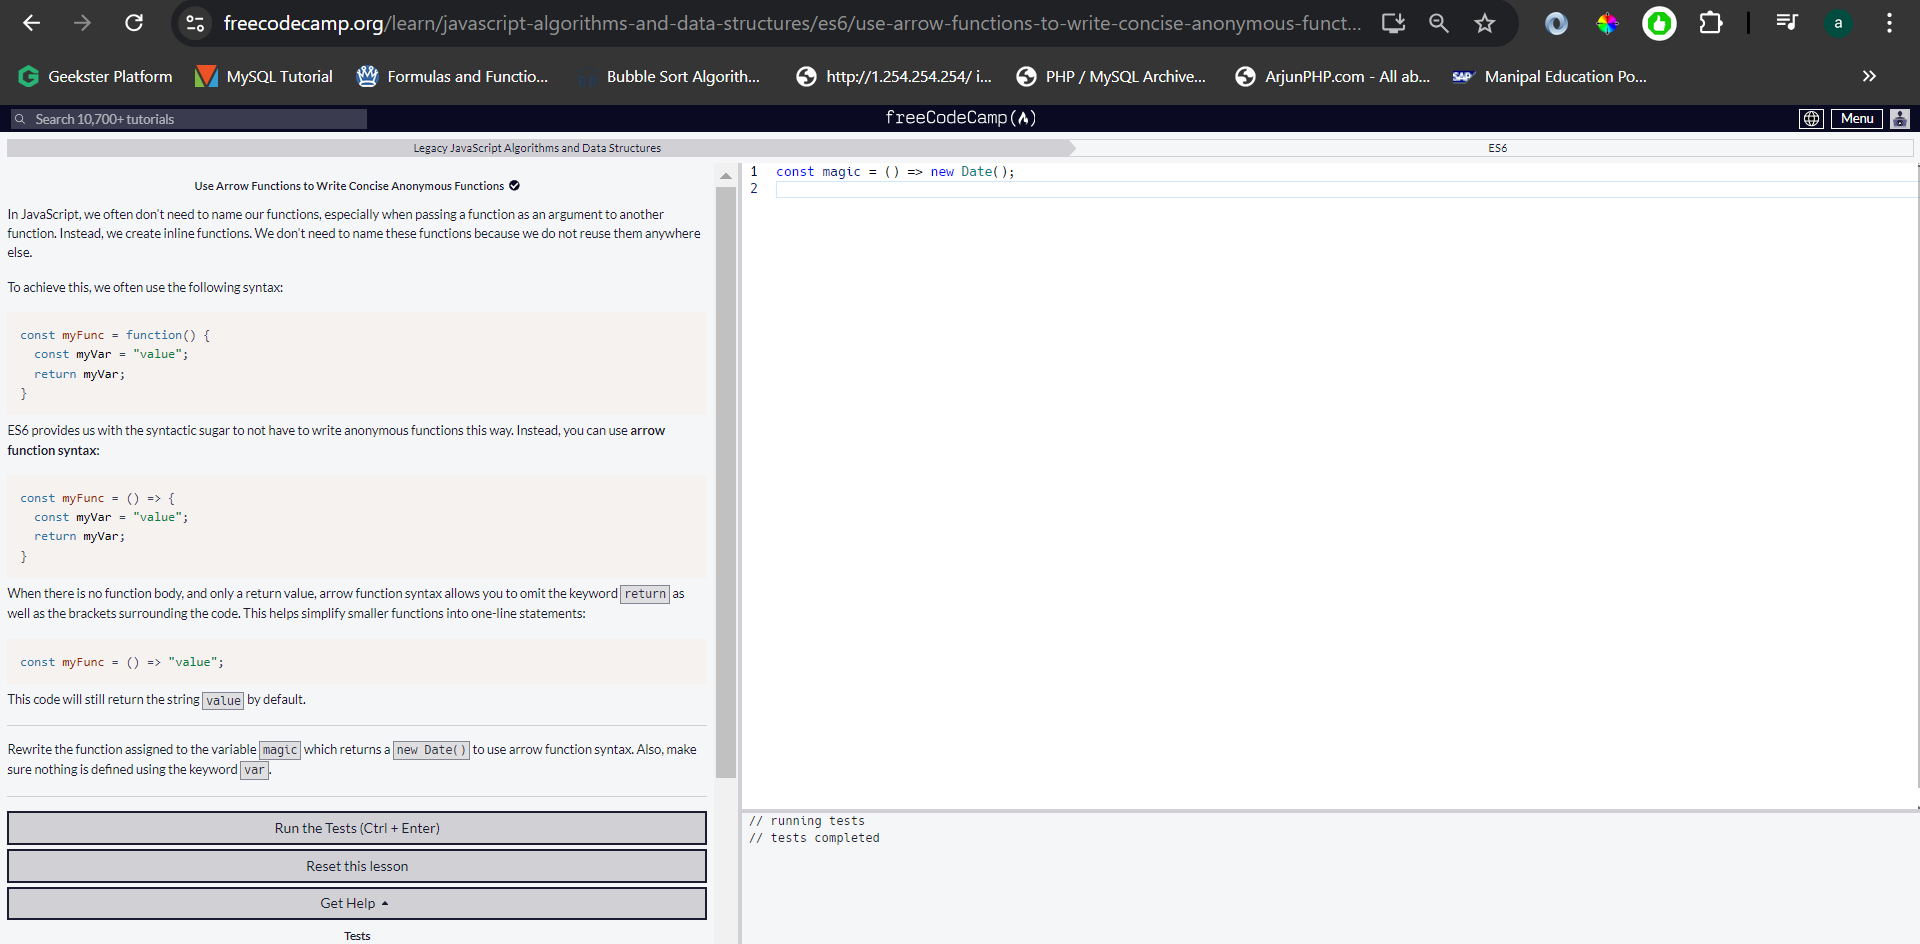 freecodecamp.org/learn/javascript-algorithms-and-data-structures/es6/use-arrow-functions-to-write-concise-anonymous-funct...
a
Geekster Platform
MySQL Tutorial
Formulas and Functio...
Bubble Sort Algorith...
http://1.254.254.254/ i...
PHP / MySQL Archive...
ArjunPHP.com - All ab...
SAP
Manipal Education Po...
Search 10,700+ tutorials
freeCodeCamp
Menu
Legacy JavaScript Algorithms and Data Structures
ES6
Use Arrow Functions to Write Concise Anonymous Functions
In JavaScript, we often don't need to name our functions, especially when passing a function as an argument to another
function. Instead, we create inline functions. We don't need to name these functions because we do not reuse them anywhere
else.
To achieve this, we often use the following syntax:
const myFunc = function() {
const myVar = "value";
return myVar;
}
ES6 provides us with the syntactic sugar to not have to write anonymous functions this way. Instead, you can use arrow
function syntax:
const myFunc = () => {
const myVar = "value";
return myVar;
}
When there is no function body, and only a return value, arrow function syntax allows you to omit the keyword return as
well as the brackets surrounding the code. This helps simplify smaller functions into one-line statements:
const myFunc = () => "value";
This code will still return the string value by default.
Rewrite the function assigned to the variable magic which returns a new Date() to use arrow function syntax. Also, make
sure nothing is defined using the keyword var.
Run the Tests (Ctrl + Enter)
Reset this lesson
Get Help
Tests
1 const magic = () => new Date();
2
// running tests
// tests completed